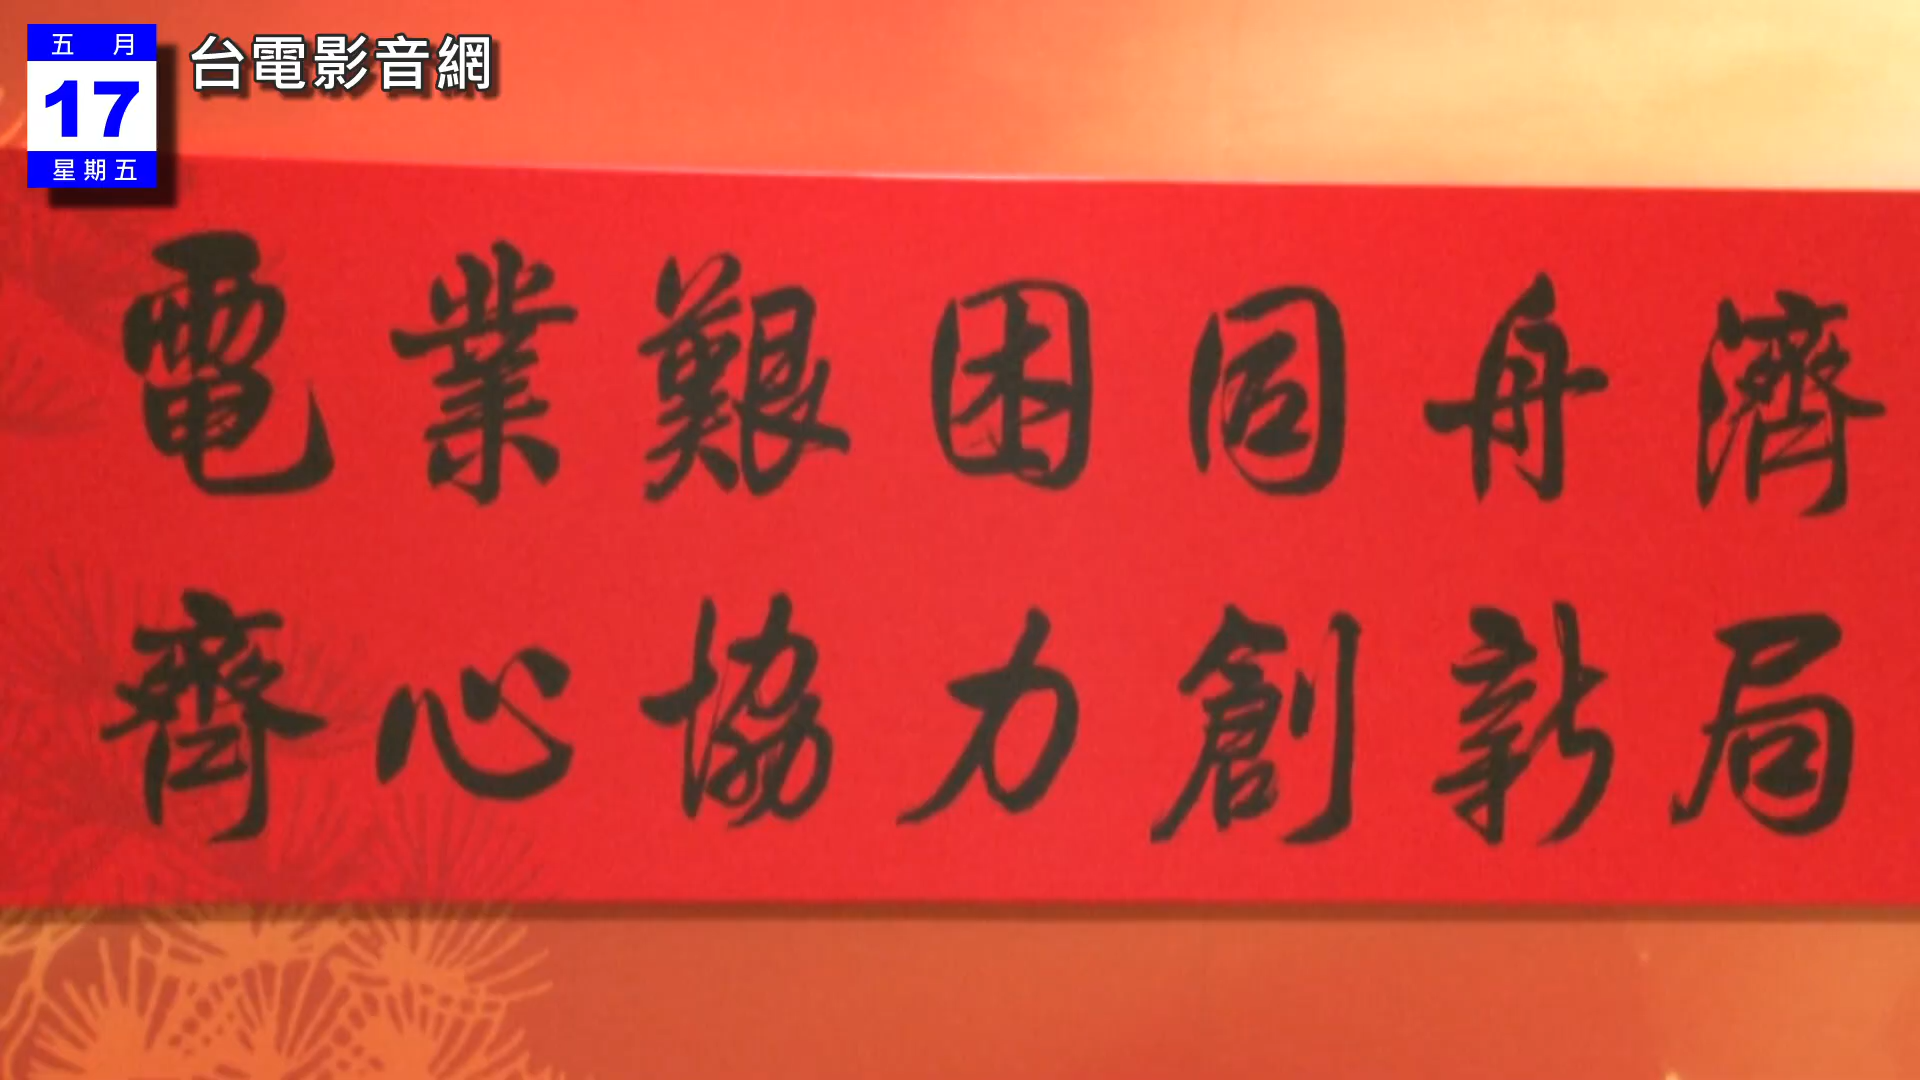 五 月
17
星期五
台電影音網
電業艱困同舟濟
齊心協力創新局